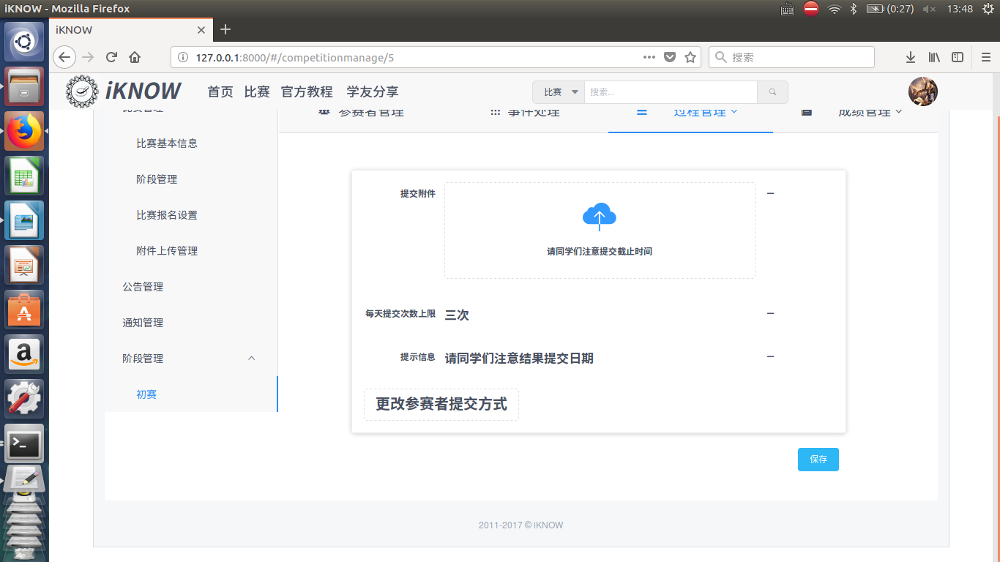 iKNOW - Mozilla Firefox
(0:27)
13:48
iKNOW
127.0.0.1:8000/#/competitionmanage/5
搜索
iKNOW
首页 比赛 官方教程 学友分享
比赛
搜索...
比赛管理
参赛者管理
事件处理
过程管理
成绩管理
比赛基本信息
阶段管理
比赛报名设置
附件上传管理
公告管理
通知管理
阶段管理
初赛
提交附件
请同学们注意提交截止时间
每天提交次数上限 三次
提示信息 请同学们注意结果提交日期
更改参赛者提交方式
保存
2011-2017 © iKNOW